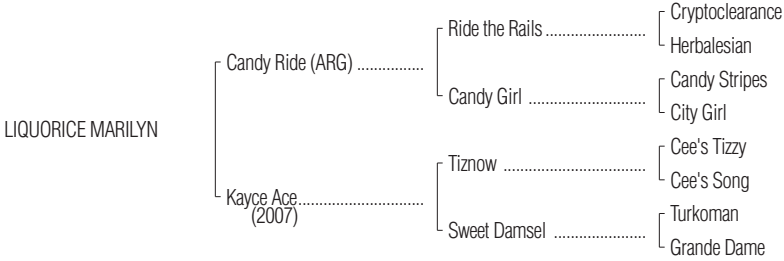 Cryptoclearance
Ride the Rails ........................
Herbalesian
Candy Ride (ARG) ................
Candy Stripes
Candy Girl ............................
City Girl
LIQUORICE MARILYN
Cee's Tizzy
Tiznow ..................................
Cee's Song
Kayce Ace..............................
(2007)
Turkoman
Sweet Damsel ......................
Grande Dame